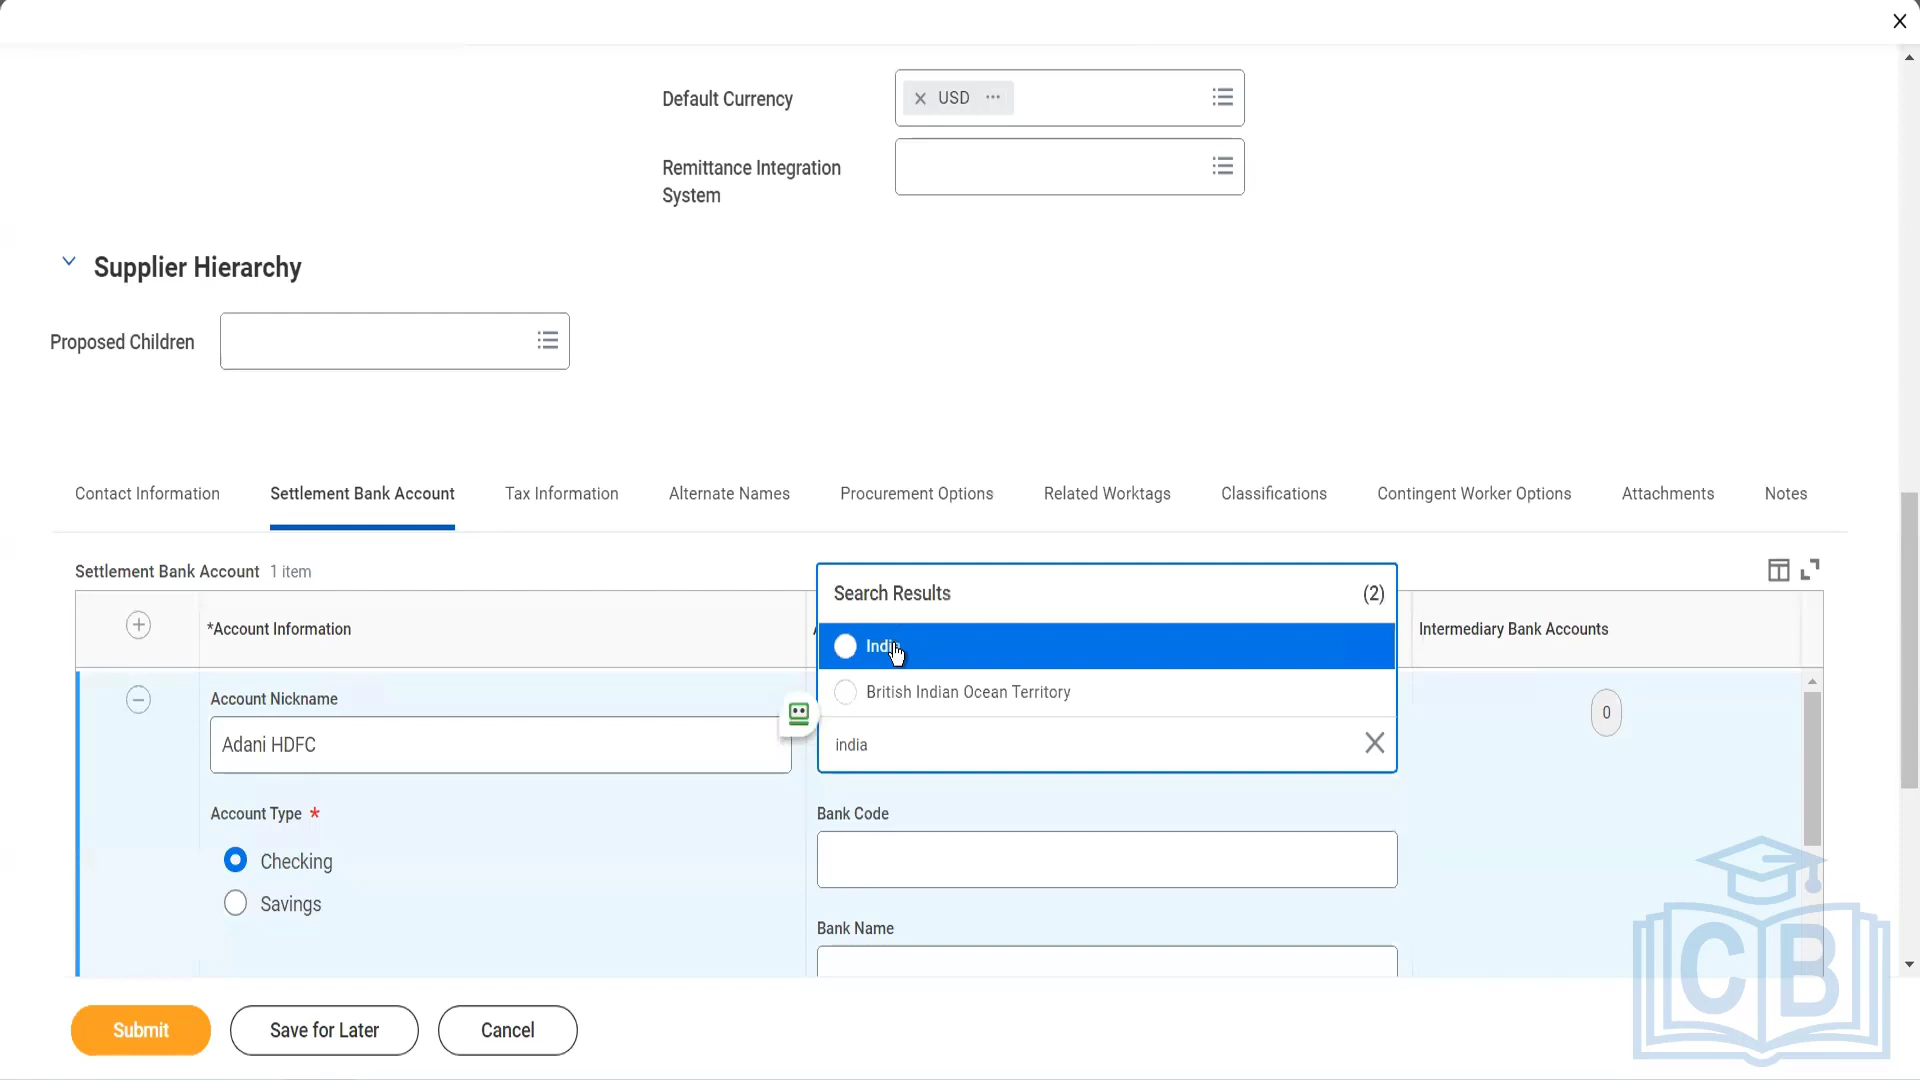 Default Currency
USD
Remittance Integration
System
Supplier Hierarchy
Proposed Children
Contact Information
Settlement Bank Account
Tax Information
Alternate Names
Procurement Options
Related Worktags
Classifications
Contingent Worker Options
Attachments
Notes
Settlement Bank Account 1 item
Search Results (2)
*Account Information
Intermediary Bank Accounts
India
British Indian Ocean Territory
Account Nickname
0
Adani HDFC
india
Account Type *
Bank Code
Checking
Savings
Bank Name
Submit
Save for Later
Cancel
CB